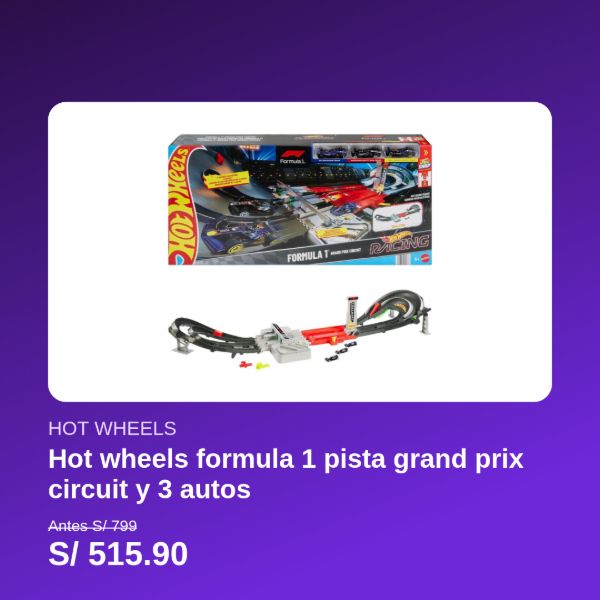 HOT WHEELS
Formula 1
FORMULA 1 GRAND PRIX CIRCUIT
RACING
HOT WHEELS
Hot wheels formula 1 pista grand prix
circuit y 3 autos
Antes S/ 799
S/ 515.90